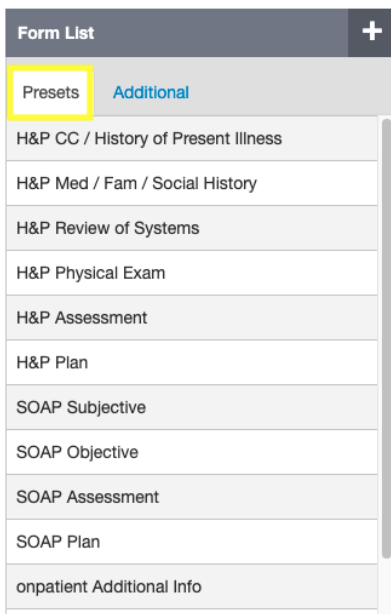 Form List +
Presets Additional
H&P CC / History of Present Illness
H&P Med / Fam / Social History
H&P Review of Systems
H&P Physical Exam
H&P Assessment
H&P Plan
SOAP Subjective
SOAP Objective
SOAP Assessment
SOAP Plan
onpatient Additional Info